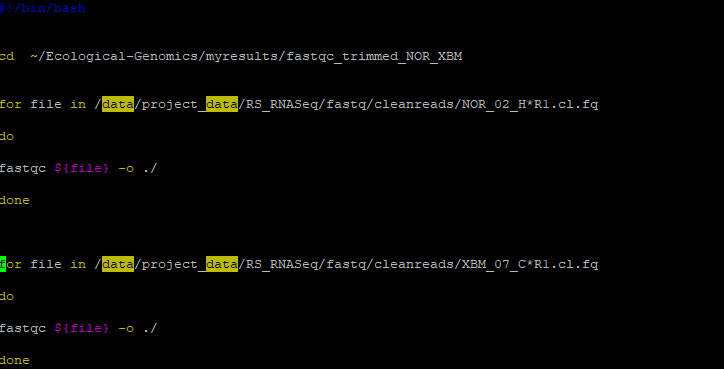 #!/bin/bash
cd ~/Ecological-Genomics/myresults/fastqc_trimmed_NOR_XBM
for file in /data/project_data/RS_RNASeq/fastq/cleanreads/NOR_02_H*R1.cl.fq
do
fastqc ${file} -o ./
done
for file in /data/project_data/RS_RNASeq/fastq/cleanreads/XBM_07_C*R1.cl.fq
do
fastqc ${file} -o ./
done